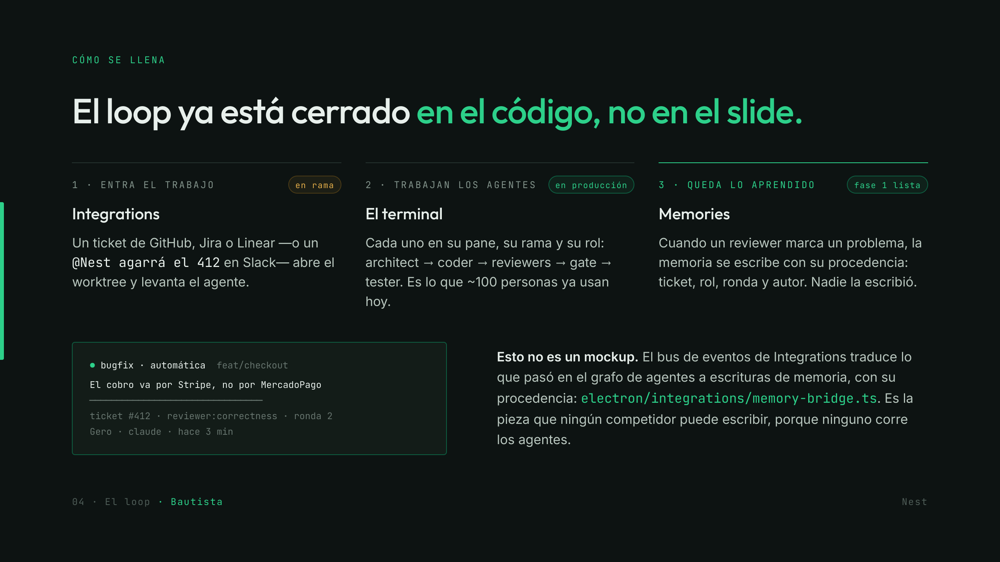 CÓMO SE LLENA
El loop ya está cerrado en el código, no en el slide.
1 · ENTRA EL TRABAJO
en rama
Integrations
Un ticket de GitHub, Jira o Linear —o un
@Nest agarrá el 412 en Slack— abre el
worktree y levanta el agente.
2 · TRABAJAN LOS AGENTES
en producción
El terminal
Cada uno en su pane, su rama y su rol:
architect → coder → reviewers → gate →
tester. Es lo que ~100 personas ya usan
hoy.
3 · QUEDA LO APRENDIDO
fase 1 lista
Memories
Cuando un reviewer marca un problema, la
memoria se escribe con su procedencia:
ticket, rol, ronda y autor. Nadie la escribió.
● bugfix · automática feat/checkout
El cobro va por Stripe, no por MercadoPago
ticket #412 · reviewer:correctness · ronda 2
Gero · claude · hace 3 min
Esto no es un mockup. El bus de eventos de Integrations traduce lo
que pasó en el grafo de agentes a escrituras de memoria, con su
procedencia: electron/integrations/memory-bridge.ts. Es la
pieza que ningún competidor puede escribir, porque ninguno corre
los agentes.
04 · El loop · Bautista
Nest